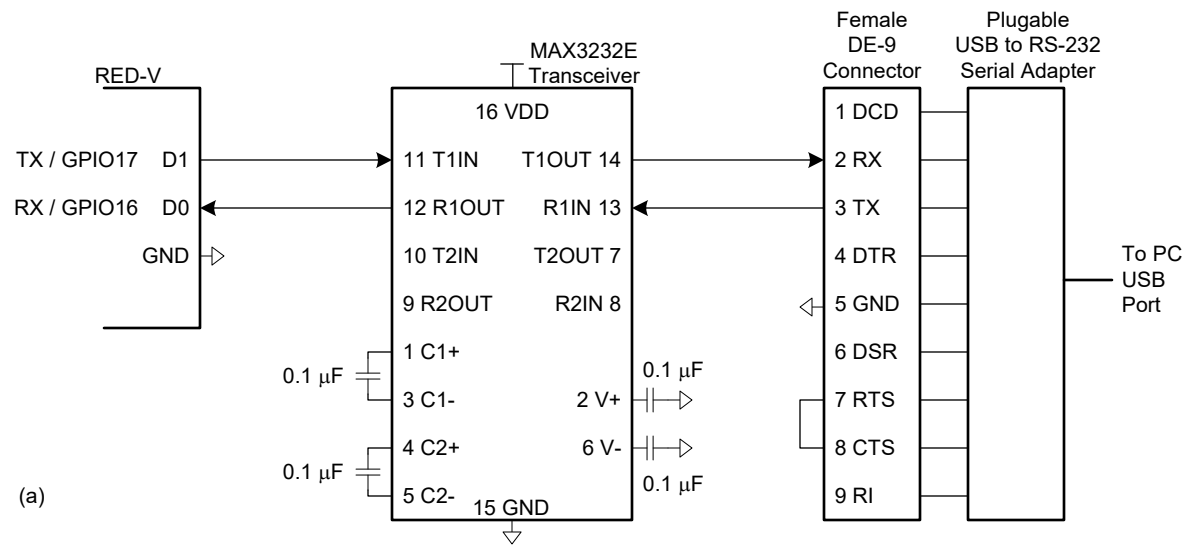 RED-V
TX / GPIO17 D1
RX / GPIO16 D0
GND
MAX3232E
Transceiver
16 VDD
11 T1IN T1OUT 14
12 R1OUT R1IN 13
10 T2IN T2OUT 7
9 R2OUT R2IN 8
1 C1+
0.1 μF
3 C1-
2 V+
0.1 μF
4 C2+
0.1 μF
5 C2-
6 V-
0.1 μF
15 GND
Female
DE-9
Connector
1 DCD
2 RX
3 TX
4 DTR
5 GND
6 DSR
7 RTS
8 CTS
9 RI
Plugable
USB to RS-232
Serial Adapter
To PC
USB
Port
(a)